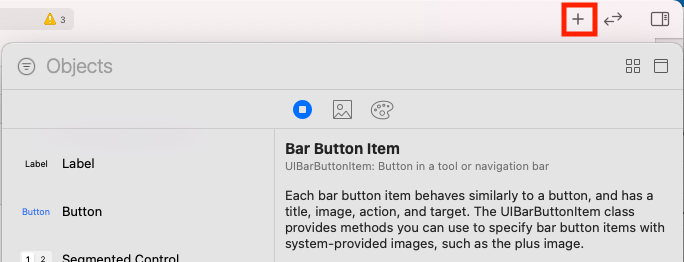 3
Objects
Label Label
Button Button
1 2 Segmented Control
Bar Button Item
UIBarButtonItem: Button in a tool or navigation bar
Each bar button item behaves similarly to a button, and has a
title, image, action, and target. The UIBarButtonItem class
provides methods you can use to specify bar button items with
system-provided images, such as the plus image.